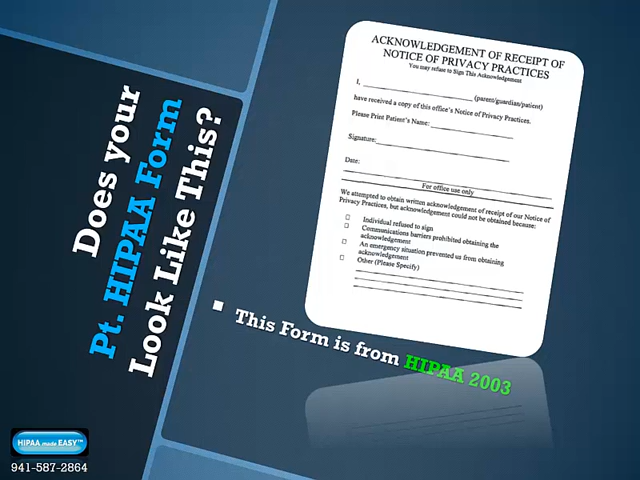 Does your
Pt. HIPAA Form
Look Like This?
ACKNOWLEDGEMENT OF RECEIPT OF
NOTICE OF PRIVACY PRACTICES
You may refuse to Sign This Acknowledgement
I, ______________________ (parent/guardian/patient)
have received a copy of this office's Notice of Privacy Practices.
Please Print Patient's Name: ________________
Signature: __________________________
Date:
For office use only
We attempted to obtain written acknowledgement of receipt of our Notice of
Privacy Practices, but acknowledgement could not be obtained because:
□ Individual refused to sign
□ Communications barriers prohibited obtaining the
acknowledgement
□ An emergency situation prevented us from obtaining
acknowledgement
□ Other (Please Specify)
▪ This Form is from HIPAA 2003
HIPAA made EASY™
941-587-2864